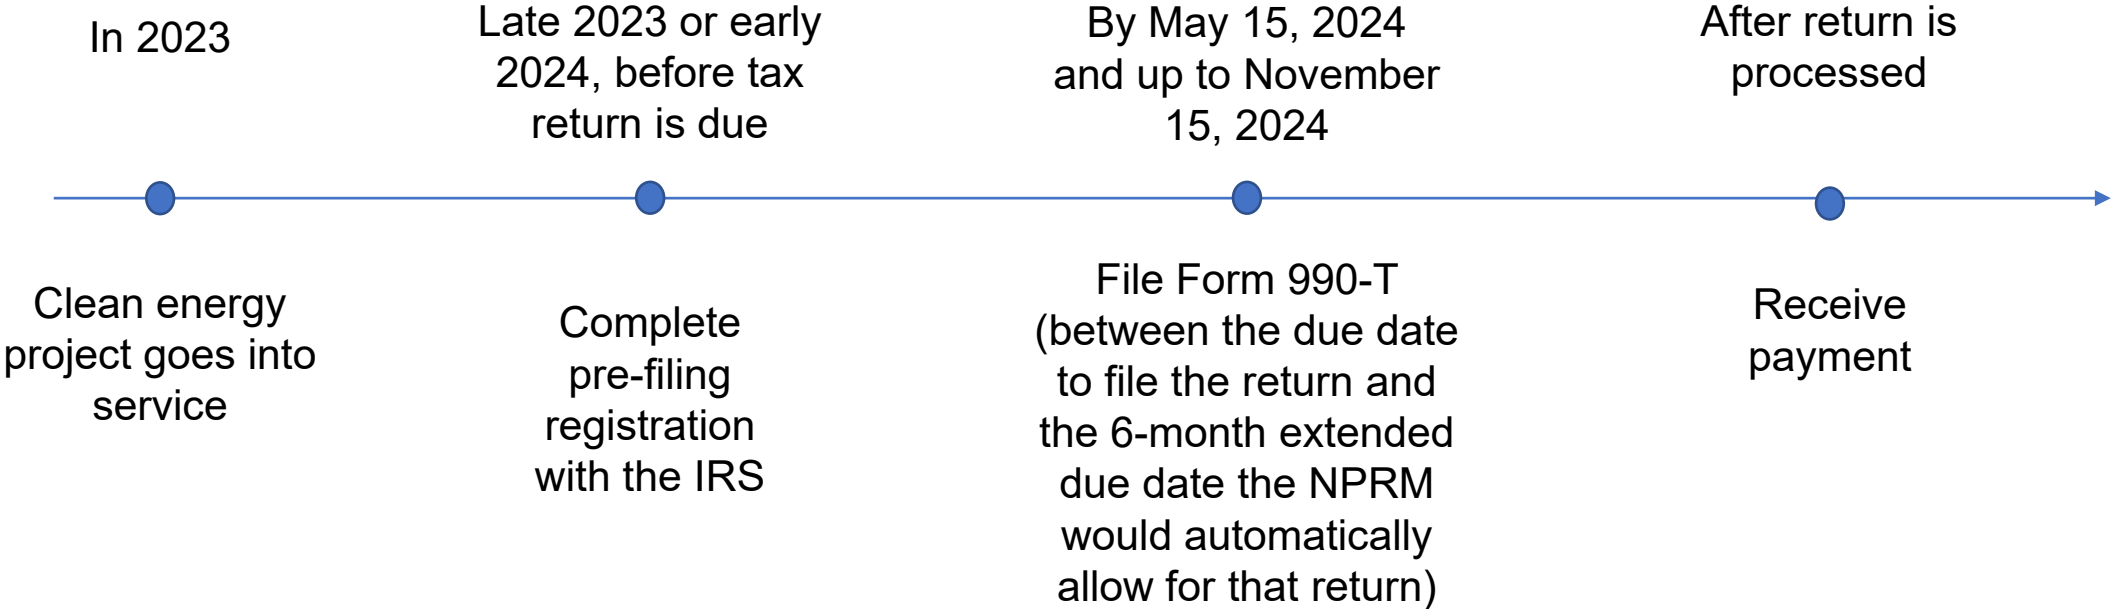 In 2023
Late 2023 or early
2024, before tax
return is due
By May 15, 2024
and up to November
15, 2024
After return is
processed
Clean energy
project goes into
service
Complete
pre-filing
registration
with the IRS
File Form 990-T
(between the due date
to file the return and
the 6-month extended
due date the NPRM
would automatically
allow for that return)
Receive
payment